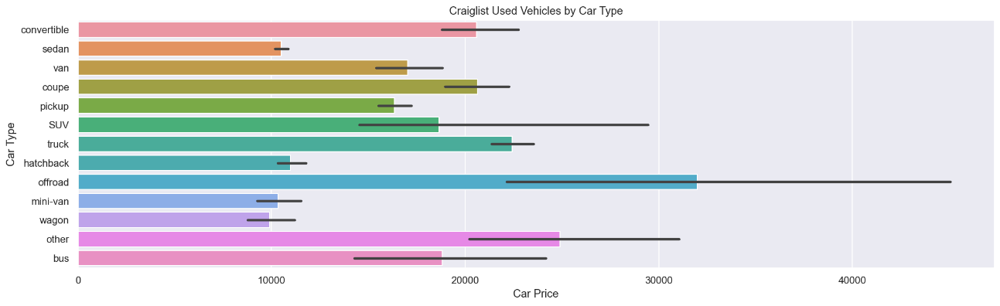 Craiglist Used Vehicles by Car Type
Car Type
convertible
sedan
van
coupe
pickup
SUV
truck
hatchback
offroad
mini-van
wagon
other
bus
0 10000 20000 30000 40000
Car Price